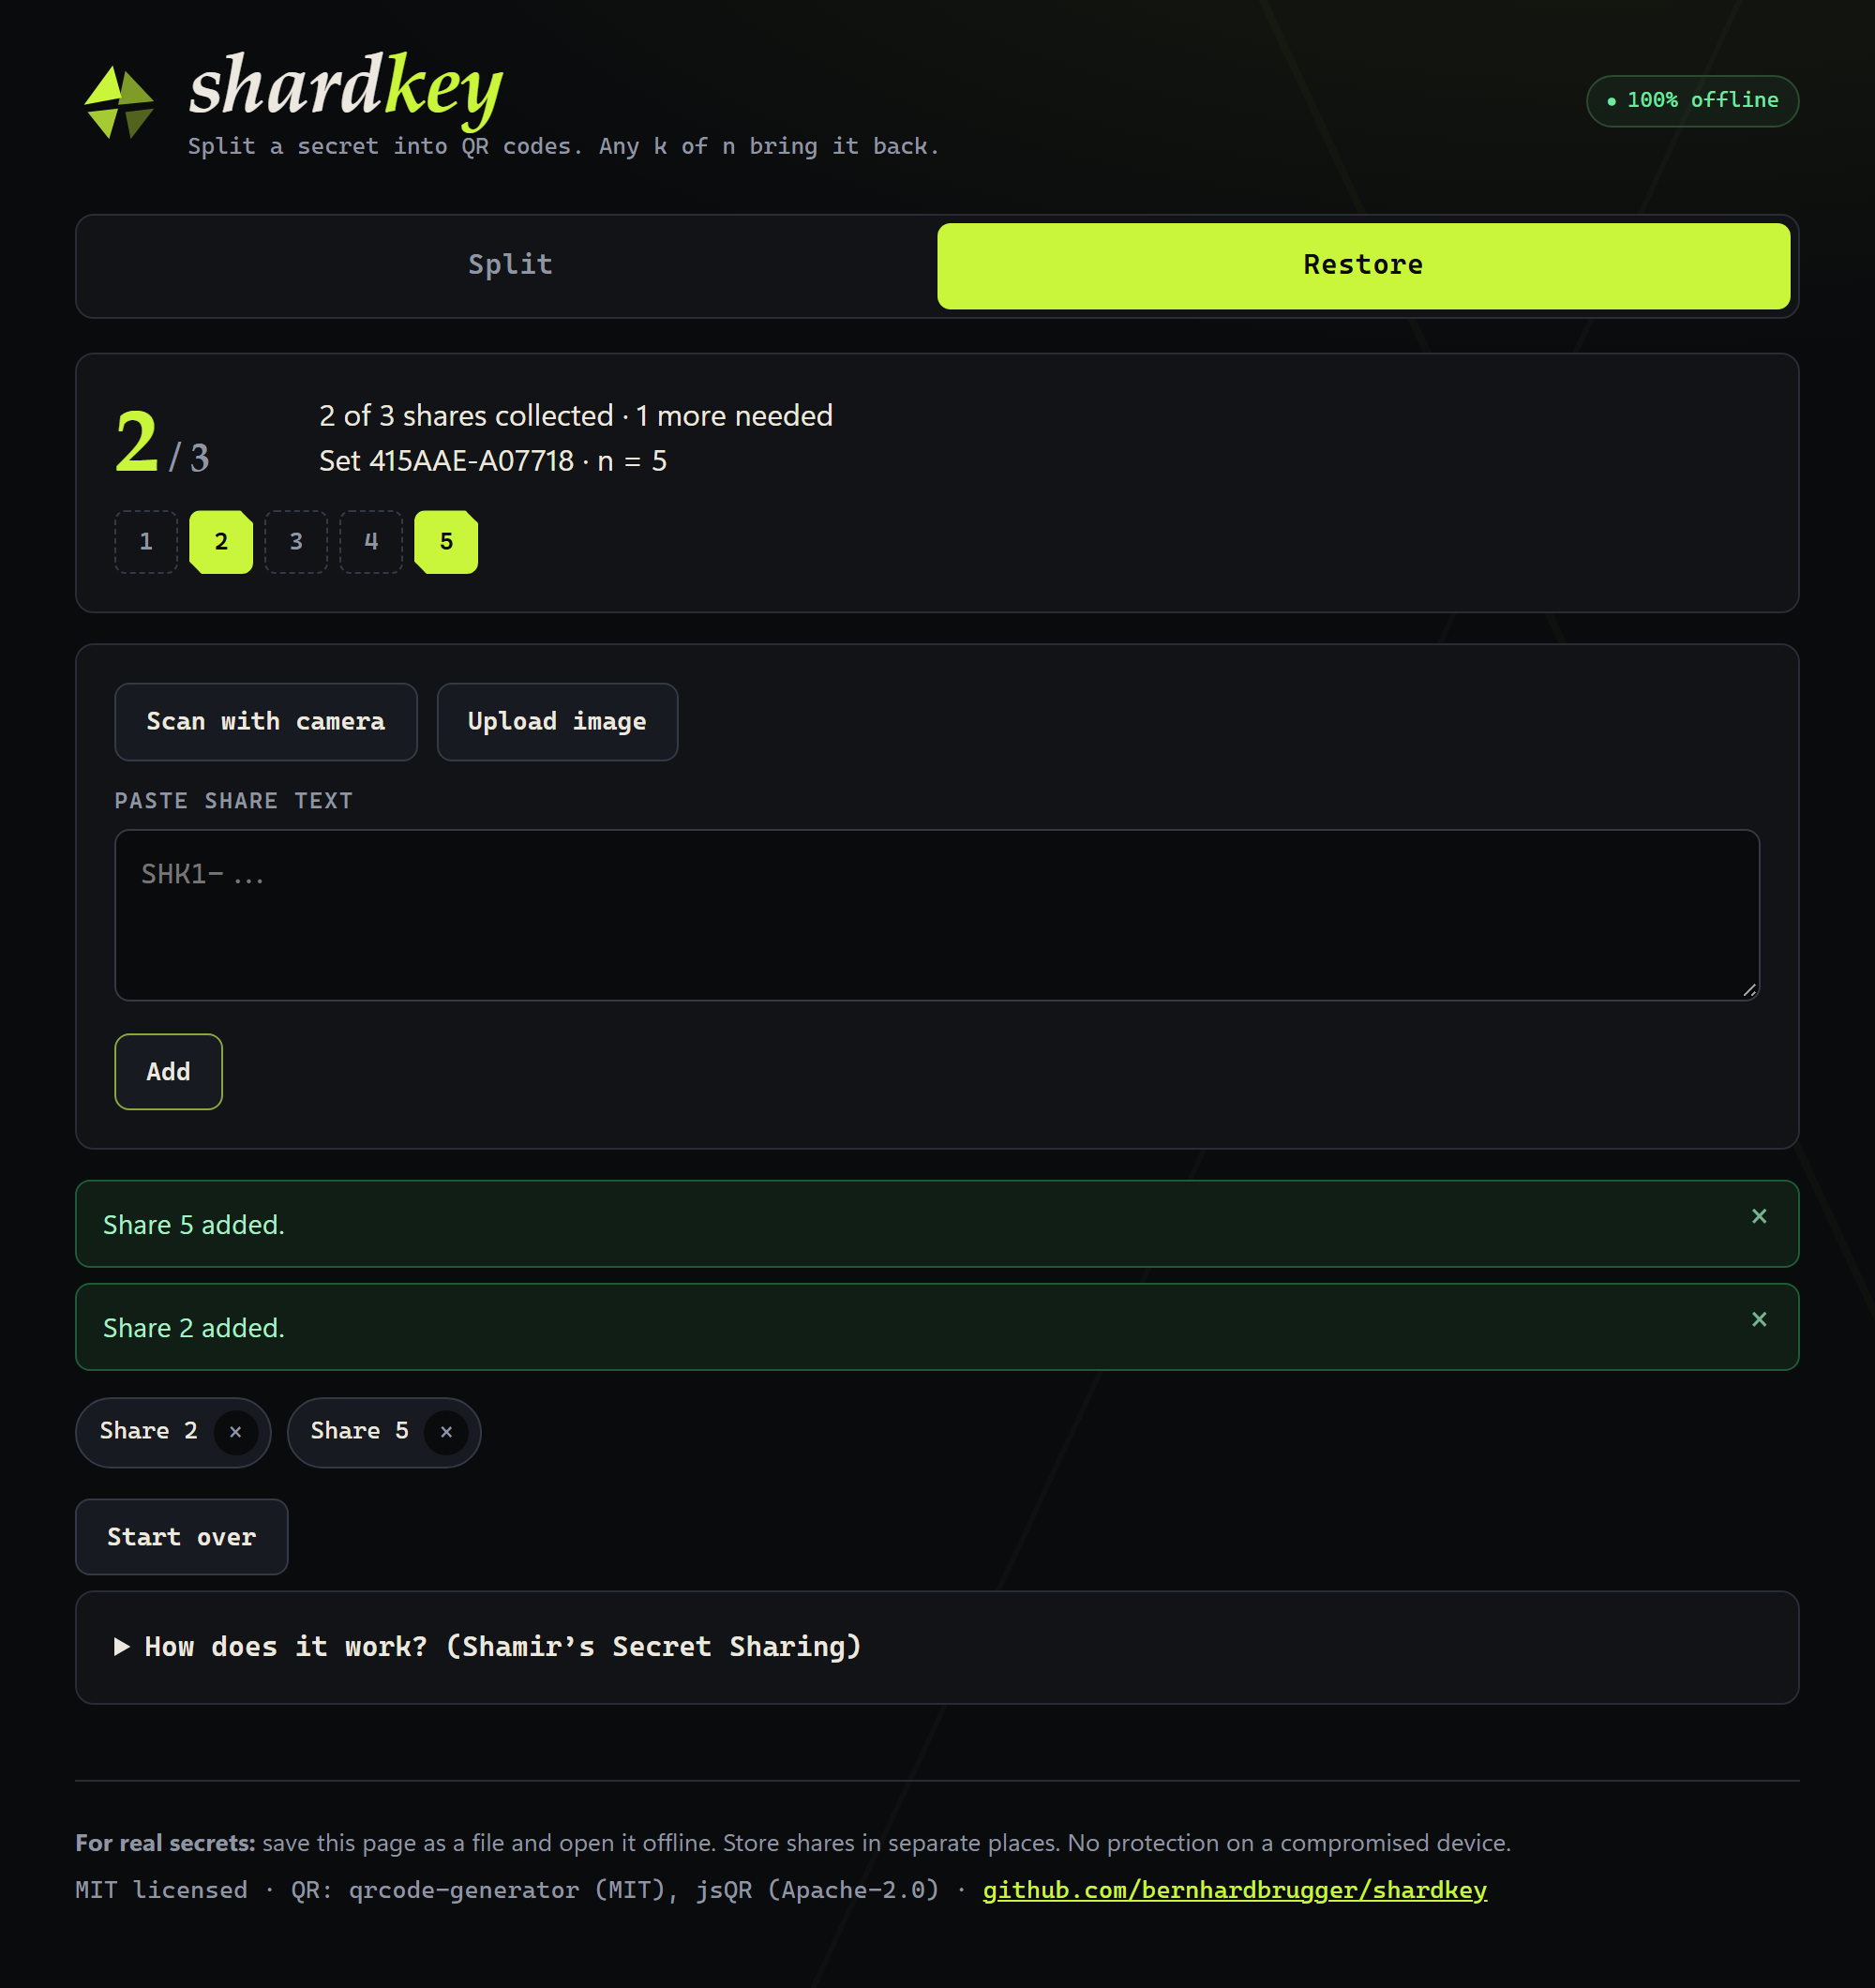 shardkey
Split a secret into QR codes. Any k of n bring it back.
• 100% offline
Split
Restore
2 / 3
2 of 3 shares collected · 1 more needed
Set 415AAE-A07718 · n = 5
1 2 3 4 5
Scan with camera
Upload image
PASTE SHARE TEXT
SHK1-...
Add
Share 5 added. ×
Share 2 added. ×
Share 2 × Share 5 ×
Start over
▶ How does it work? (Shamir’s Secret Sharing)
For real secrets: save this page as a file and open it offline. Store shares in separate places. No protection on a compromised device.
MIT licensed · QR: qrcode-generator (MIT), jsQR (Apache-2.0) · github.com/bernhardbrugger/shardkey